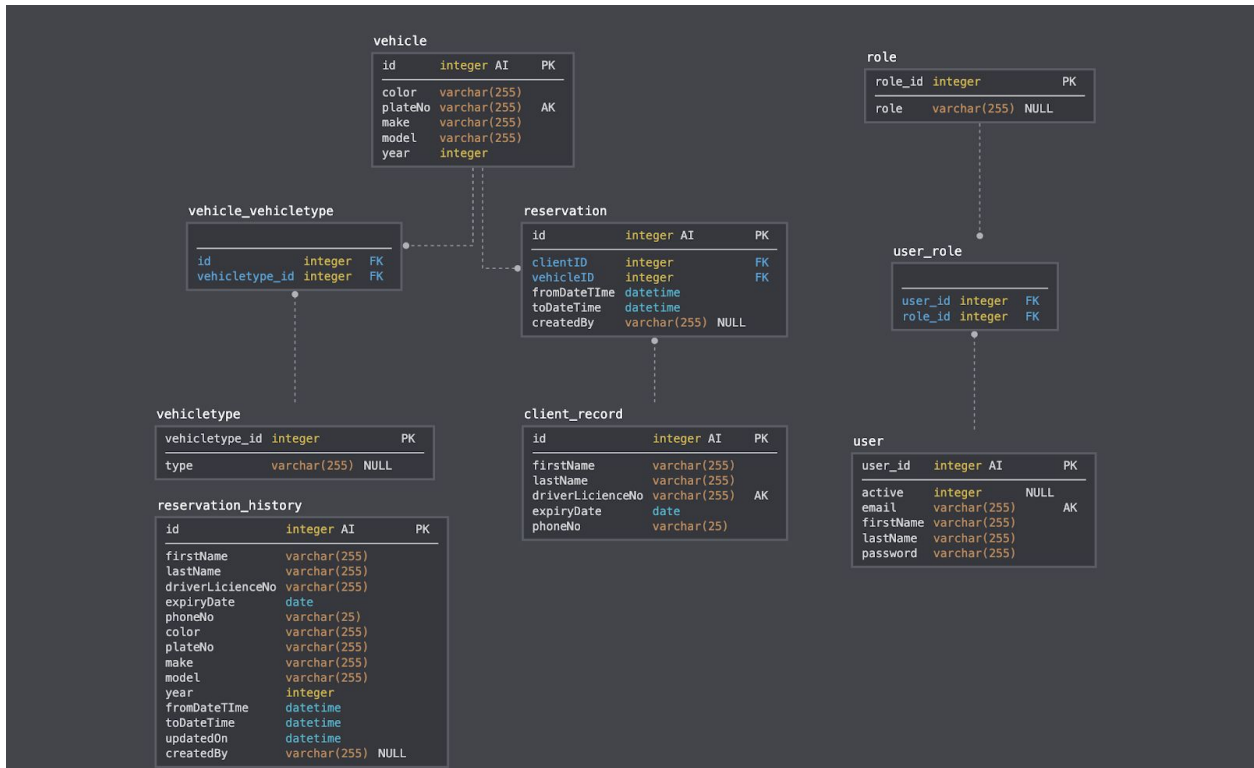 vehicle
id integer AI PK
color varchar(255)
plateNo varchar(255) AK
make varchar(255)
model varchar(255)
year integer
role
role_id integer PK
role varchar(255) NULL
vehicle_vehicletype
id integer FK
vehicletype_id integer FK
reservation
id integer AI PK
clientID integer FK
vehicleID integer FK
fromDateTIme datetime
toDateTime datetime
createdBy varchar(255) NULL
user_role
user_id integer FK
role_id integer FK
vehicletype
vehicletype_id integer PK
type varchar(255) NULL
client_record
id integer AI PK
firstName varchar(255)
lastName varchar(255)
driverLicienceNo varchar(255) AK
expiryDate date
phoneNo varchar(25)
user
user_id integer AI PK
active integer NULL
email varchar(255) AK
firstName varchar(255)
lastName varchar(255)
password varchar(255)
reservation_history
id integer AI PK
firstName varchar(255)
lastName varchar(255)
driverLicienceNo varchar(255)
expiryDate date
phoneNo varchar(25)
color varchar(255)
plateNo varchar(255)
make varchar(255)
model varchar(255)
year integer
fromDateTIme datetime
toDateTime datetime
updatedOn datetime
createdBy varchar(255) NULL